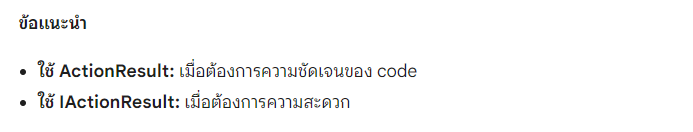 ข้อแนะนำ
• ใช้ ActionResult: เมื่อต้องการความชัดเจนของ code
• ใช้ IActionResult: เมื่อต้องการความสะดวก